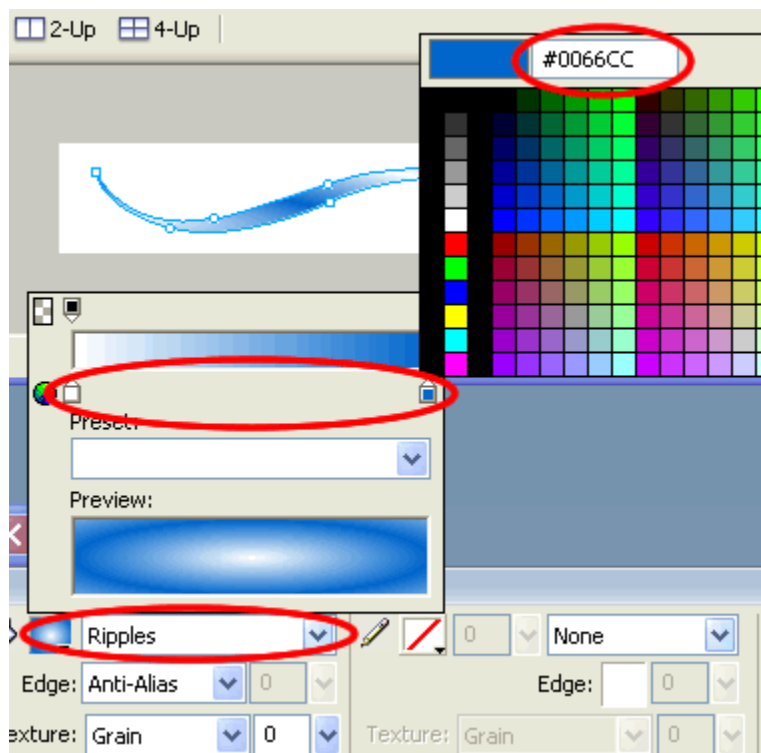 2-Up 4-Up
#0066CC
Preset:
Preview:
Ripples 0 None
Edge: Anti-Alias 0 Edge: 0
exture: Grain 0 Texture: Grain 0